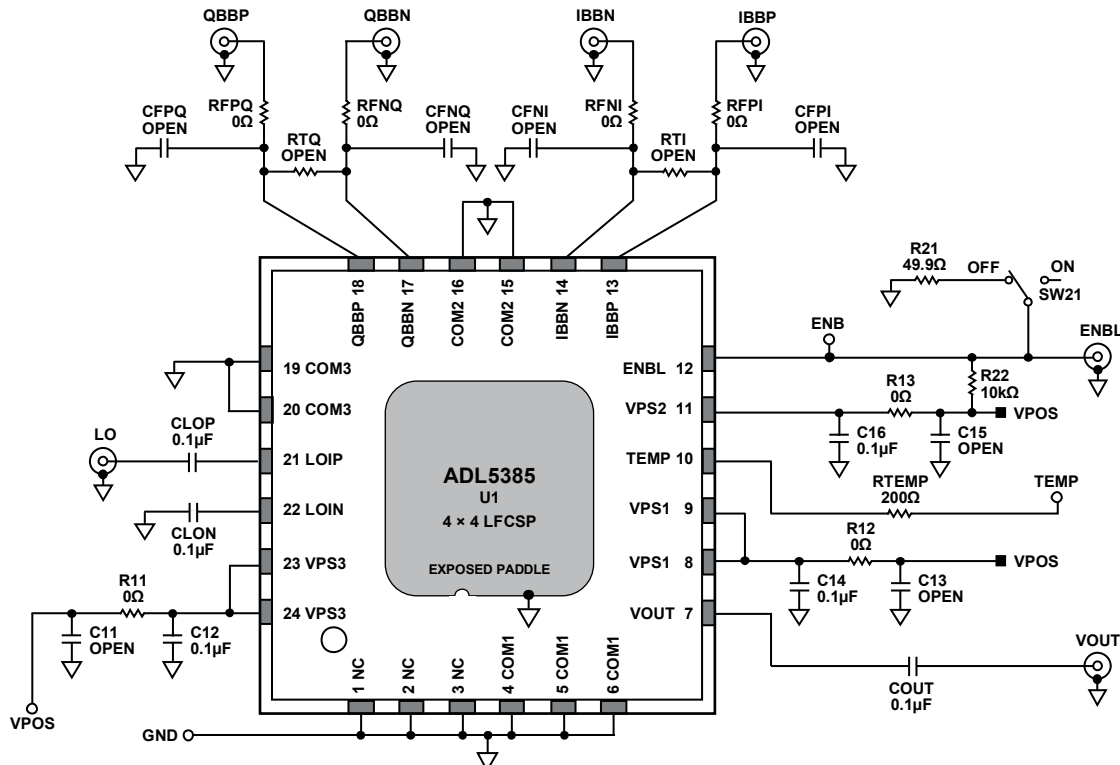 QBBP
QBBN
IBBN
IBBP
CFPQ
OPEN
RFPQ
0Ω
RTQ
OPEN
RFNQ
0Ω
CFNQ
OPEN
CFNI
OPEN
RFNI
0Ω
RTI
OPEN
RFPI
0Ω
CFPI
OPEN
QBBP 18
QBBN 17
COM2 16
COM2 15
IBBN 14
IBBP 13
R21
49.9Ω
OFF
ON
SW21
ENB
ENBL
19 COM3
20 COM3
21 LOIP
22 LOIN
23 VPS3
24 VPS3
ENBL 12
VPS2 11
TEMP 10
VPS1 9
VPS1 8
VOUT 7
R13
0Ω
R22
10kΩ
VPOS
C16
0.1µF
C15
OPEN
LO
CLOP
0.1µF
CLON
0.1µF
ADL5385
U1
4 × 4 LFCSP
EXPOSED PADDLE
RTEMP
200Ω
TEMP
R12
0Ω
VPOS
C14
0.1µF
C13
OPEN
R11
0Ω
C11
OPEN
C12
0.1µF
VPOS
VOUT
COUT
0.1µF
1 NC
2 NC
3 NC
4 COM1
5 COM1
6 COM1
GND